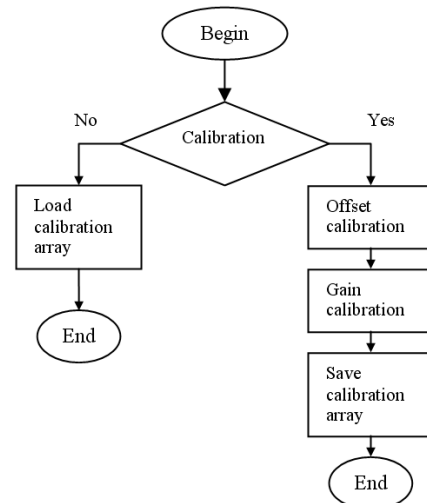 Begin
No
Yes
Calibration
Load
calibration
array
End
Offset
calibration
Gain
calibration
Save
calibration
array
End